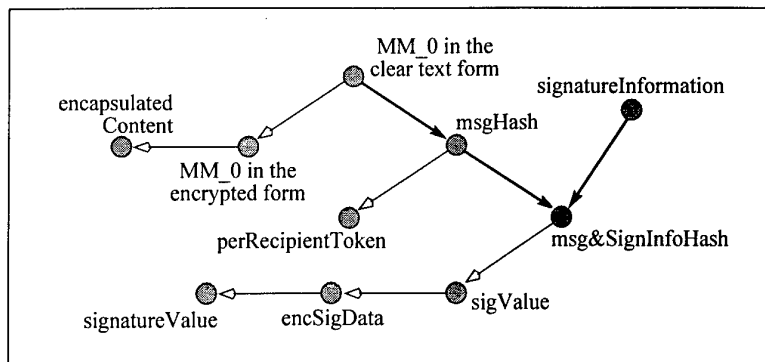 MM_0 in the
clear text form
signatureInformation
encapsulated
Content
msgHash
MM_0 in the
encrypted form
perRecipientToken
msg&SignInfoHash
signatureValue
encSigData
sigValue